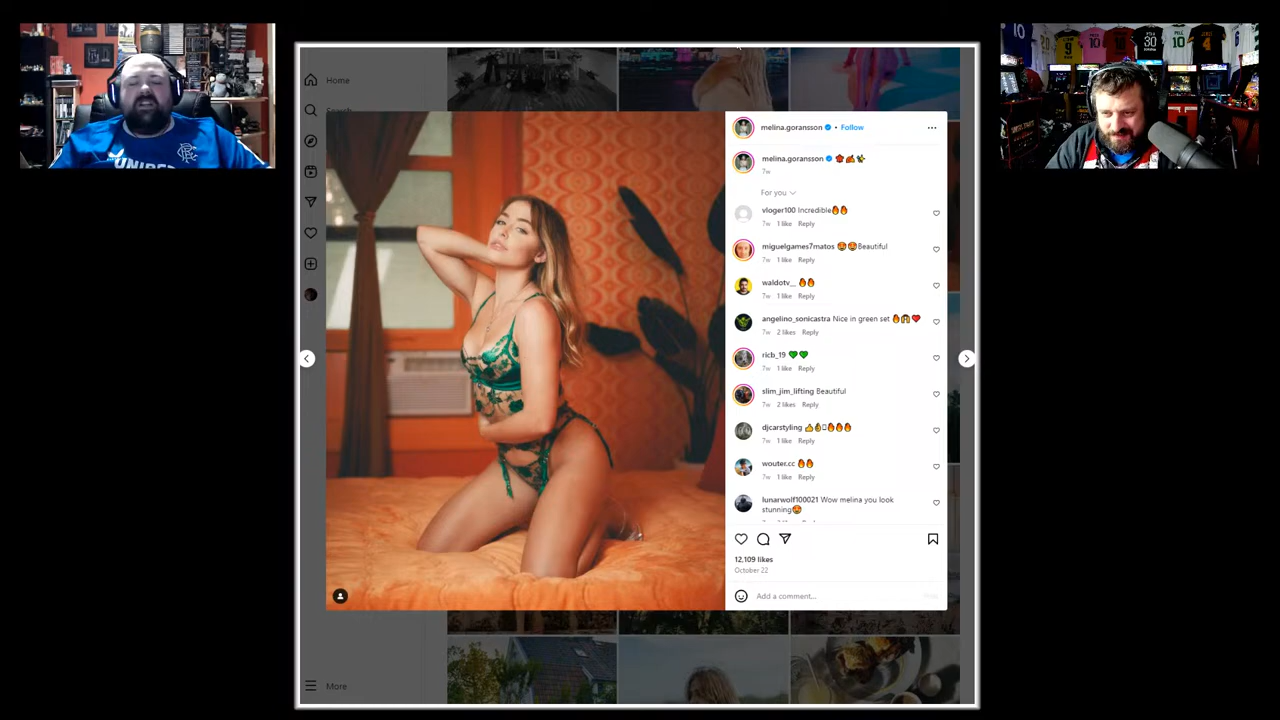 Home
Search
melina.goransson • Follow
melina.goransson
7w
For you
vloger100 Incredible🔥🔥
7w 1 like Reply
miguelgames7matos 🥰🥰Beautiful
7w 1 like Reply
waldotv__ 🔥🔥
7w 1 like Reply
angelino_sonicastra Nice in green set
7w 2 likes Reply
ricb_19 💚💚
7w 1 like Reply
slim_jim_lifting Beautiful
7w 2 likes Reply
djcarstyling
7w 1 like Reply
wouter.cc 🔥🔥
7w 1 like Reply
lunarwolf100021 Wow melina you look
stunning🥰
12,109 likes
October 22
Add a comment...
More